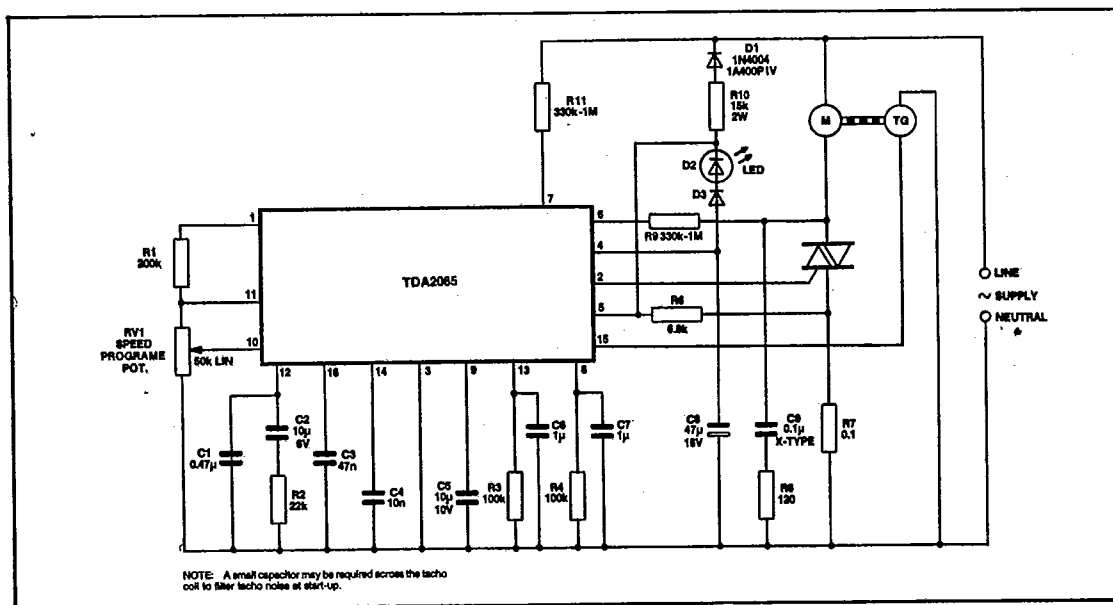 D1
1N4004
1A400PIV
R11
330k-1M
R10
15k
2W
M
TG
D2
LED
D3
7
1
6
R9 330k-1M
4
R1
200k
2
TDA2065
LINE
~ SUPPLY
NEUTRAL
*
11
5
R6
6.8k
RV1
SPEED
PROGRAME
POT.
10
50k LIN
15
12
16
14
3
9
13
8
C2
10µ
6V
C1
0.47µ
C3
47n
R2
22k
C4
10n
C5
10µ
10V
C6
1µ
R3
100k
R4
100k
C7
1µ
C8
47µ
16V
C9
0.1µ
X-TYPE
R7
0.1
R8
120
NOTE: A small capacitor may be required across the tacho
coil to filter tacho noise at start-up.